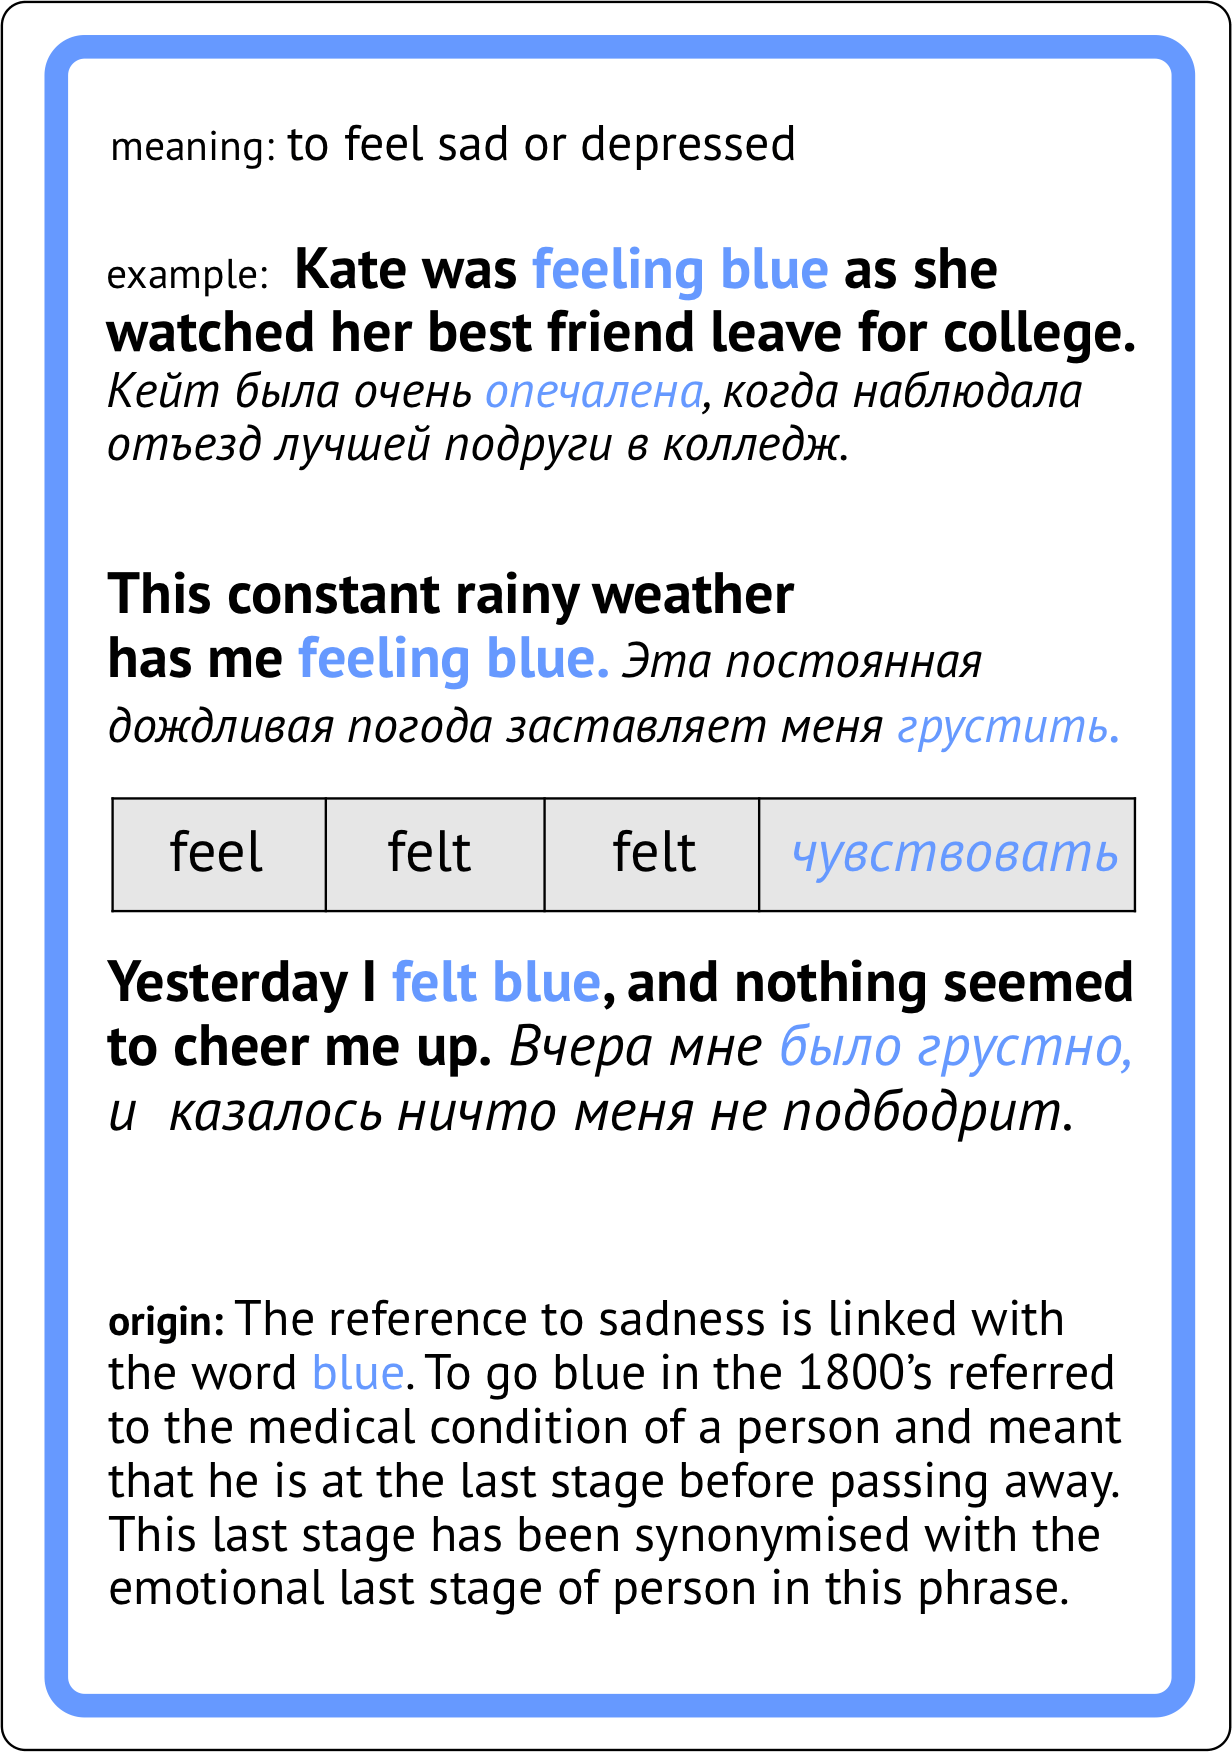 meaning: to feel sad or depressed
example: Kate was feeling blue as she
watched her best friend leave for college.
Кейт была очень опечалена, когда наблюдала
отъезд лучшей подруги в колледж.
This constant rainy weather
has me feeling blue. Эта постоянная
дождливая погода заставляет меня грустить.
feel felt felt чувствовать
Yesterday I felt blue, and nothing seemed
to cheer me up. Вчера мне было грустно,
и казалось ничто меня не подбодрит.
origin: The reference to sadness is linked with
the word blue. To go blue in the 1800’s referred
to the medical condition of a person and meant
that he is at the last stage before passing away.
This last stage has been synonymised with the
emotional last stage of person in this phrase.